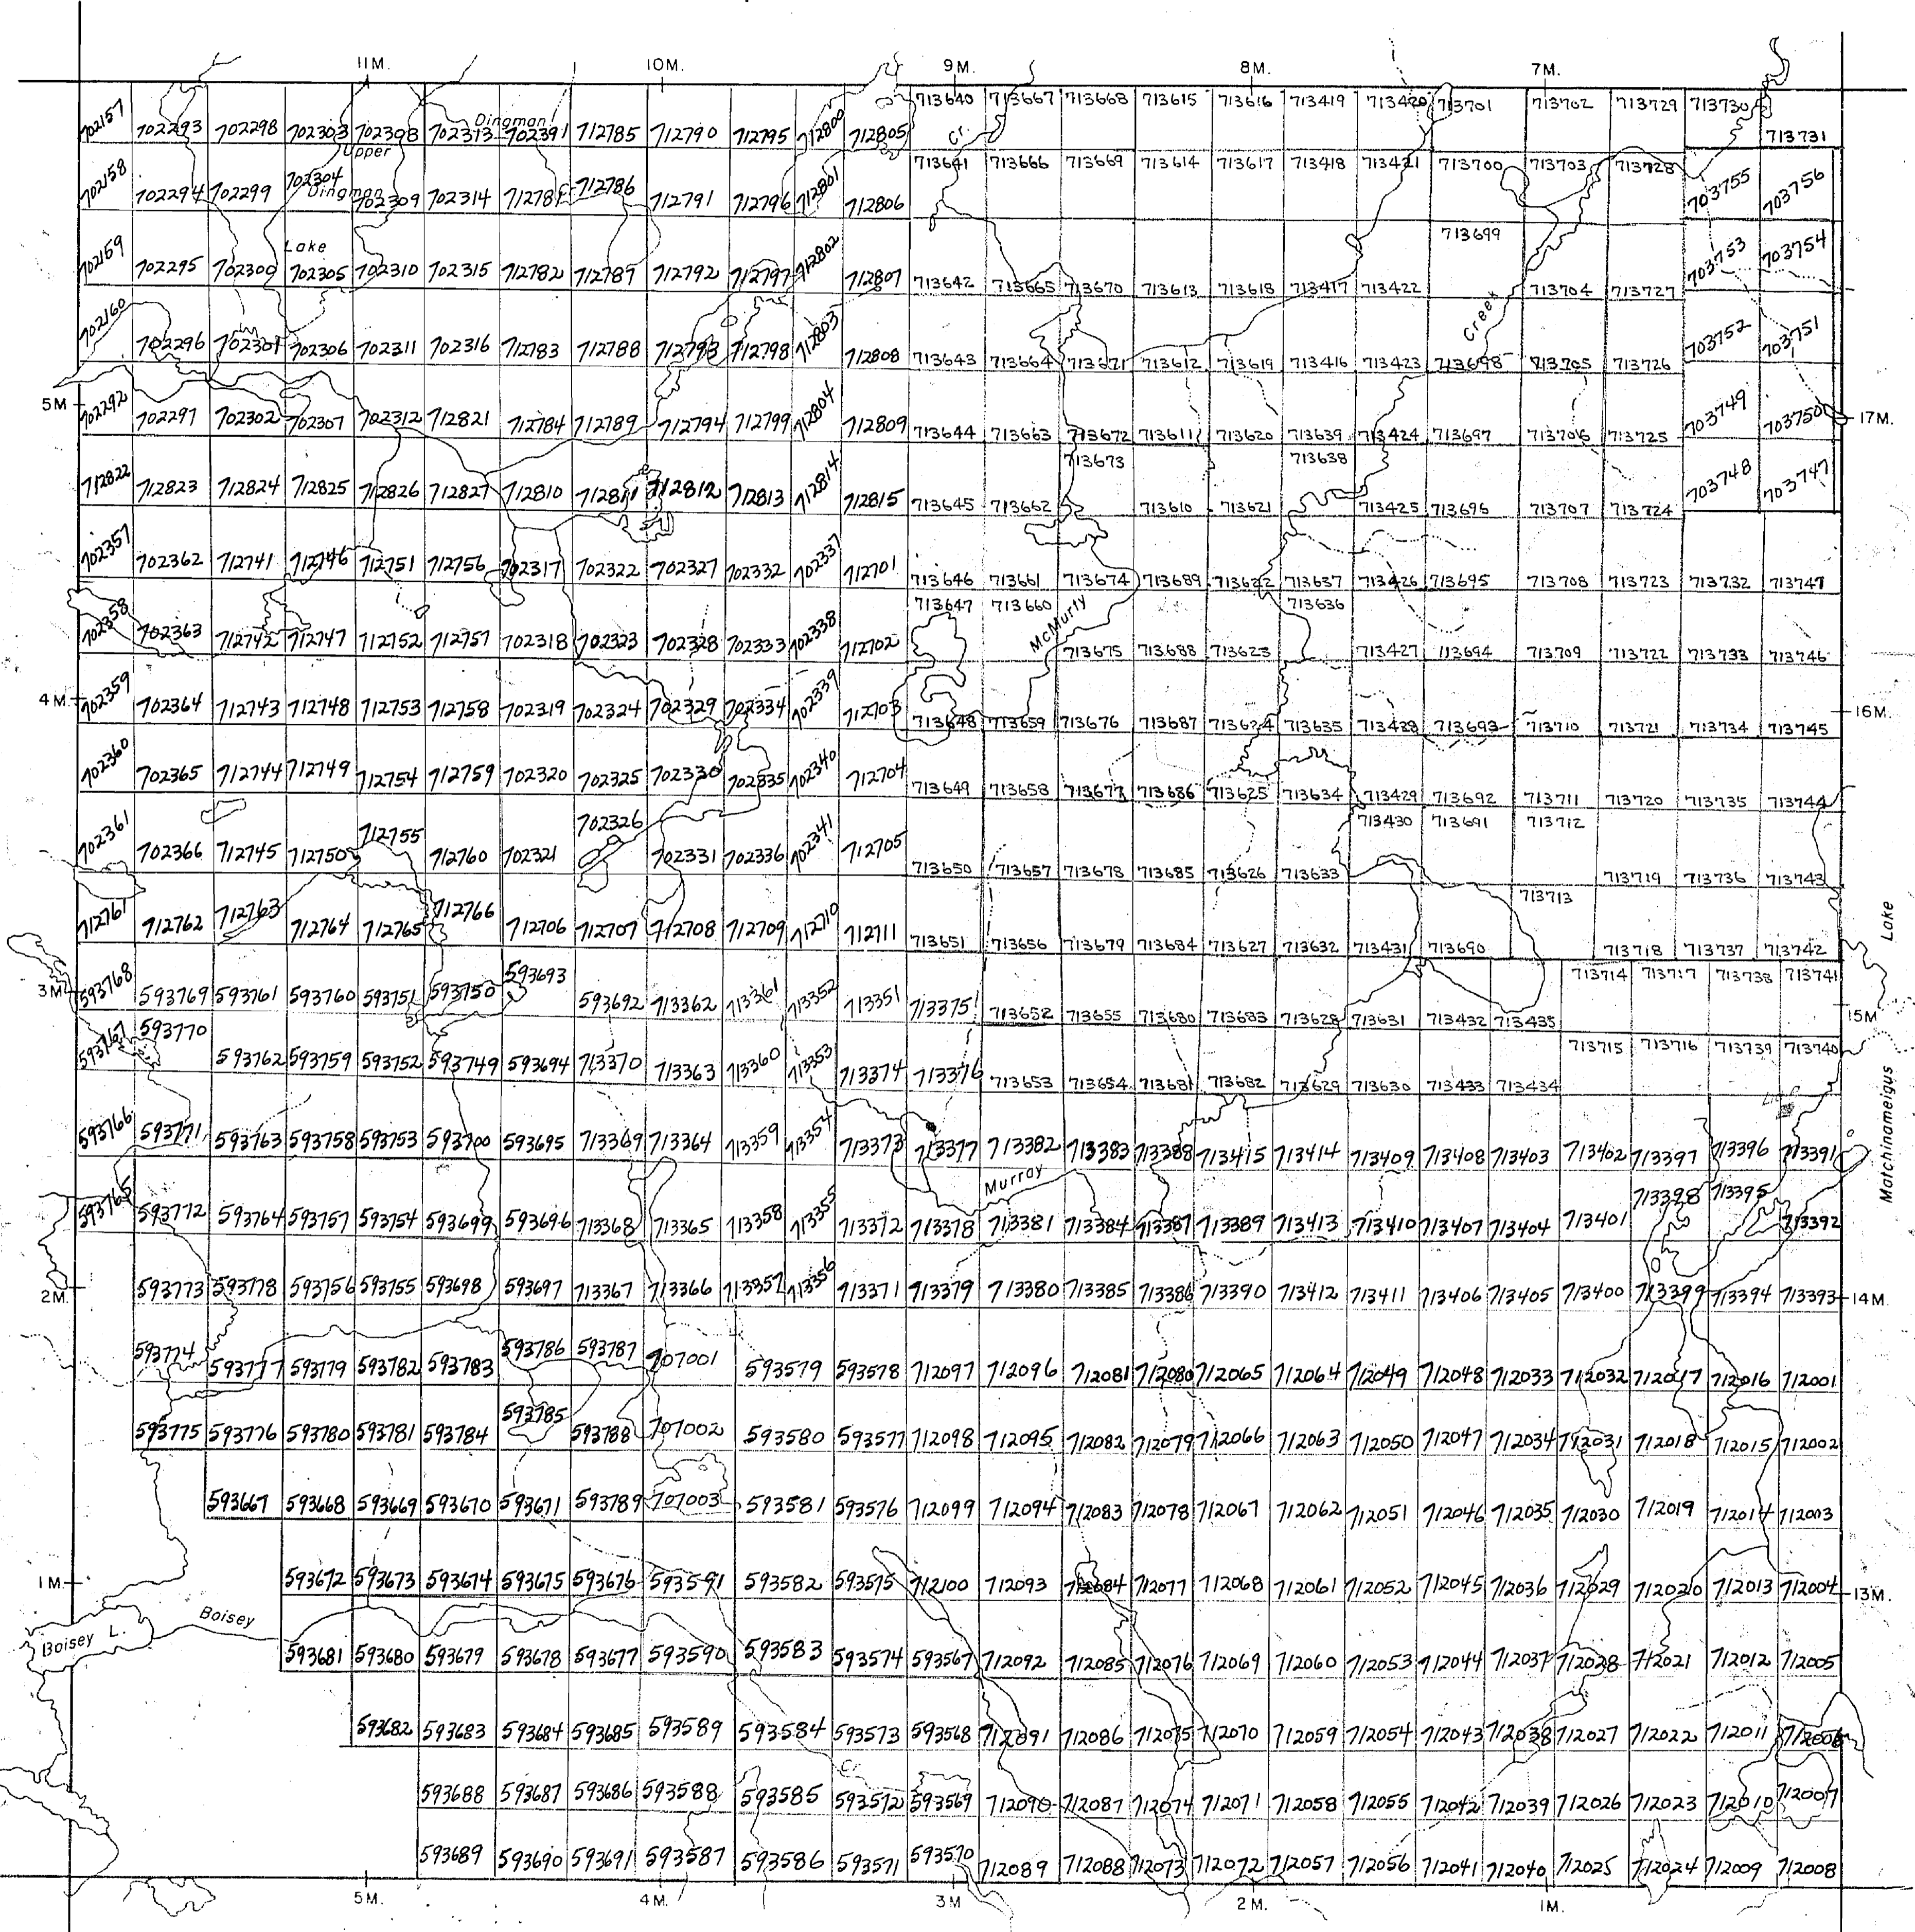 11M. 10M. 9M. 8M. 7M.
713640 713667 713668 713615 713616 713419 713420 713701 713702 713729 713730
702157 702293 702298 702303 702308 702313 702391 712785 712790 712795 712800 712805 713731
Dingman Cr.
Upper
713641 713666 713669 713614 713617 713418 713421 713700 713703 713728
702158 702294 702299 702304 702309 702314 712781 712786 712791 712796 712801 712806 703755 703756
Dingman
713699
Lake
702159 702295 702300 702305 702310 702315 712782 712787 712792 712797 712802 712807 713642 713665 713670 713613 713618 713417 713422 713704 713727 703753 703754
Creek
702160 702296 702301 702306 702311 702316 712783 712788 712793 712798 712803 712808 713643 713664 713671 713612 713619 713416 713423 713698 713705 713726 703752 703751
5M 17M.
702292 702297 702302 702307 702312 712821 712784 712789 712794 712799 712804 712809 713644 713663 713672 713611 713620 713639 713424 713697 713706 713725 703749 703750
713673 713638
712822 712823 712824 712825 712826 712827 712810 712811 712812 712813 712814 712815 713645 713662 713610 713621 713425 713696 713707 713724 703748 703747
702357 702362 712741 712746 712751 712756 702317 702322 702327 702332 702337 712701 713646 713661 713674 713689 713622 713637 713426 713695 713708 713723 713732 713747
713647 713660 713636
McMurty
702358 702363 712742 712747 712752 712757 702318 702323 702328 702333 702338 712702 713675 713688 713623 713427 713694 713709 713722 713733 713746
4M. 16M.
702359 702364 712743 712748 712753 712758 702319 702324 702329 702334 702339 712703 713648 713659 713676 713687 713624 713635 713428 713693 713710 713721 713734 713745
702360 702365 712744 712749 712754 712759 702320 702325 702330 702335 702340 712704 713649 713658 713677 713686 713625 713634 713429 713692 713711 713720 713735 713744
713430 713691 713712
702361 702366 712745 712750 712755 712760 702321 702326 702331 702336 702341 712705 713650 713657 713678 713685 713626 713633 713719 713736 713743
713713
712761 712762 712763 712764 712765 712766 712706 712707 712708 712709 712710 712711 713651 713656 713679 713684 713627 713632 713431 713690 713718 713737 713742
Lake
713714 713717 713738 713741
3M 15M
593768 593769 593761 593760 593751 593750 593693 593692 713362 713361 713352 713351 713375 713652 713655 713680 713683 713628 713631 713432 713435
713715 713716 713739 713740
593767 593770 593762 593759 593752 593749 593694 713370 713363 713360 713353 713374 713376 713653 713654 713681 713682 713629 713630 713433 713434
Matchinameigus
593766 593771 593763 593758 593753 593700 593695 713369 713364 713359 713354 713373 713377 713382 713383 713388 713415 713414 713409 713408 713403 713402 713397 713396 713391
Murray
593765 593772 593764 593757 593754 593699 593696 713368 713365 713358 713355 713372 713378 713381 713384 713387 713389 713413 713410 713407 713404 713401 713398 713395 713392
2M. 14M.
593773 593778 593756 593755 593698 593697 713367 713366 713357 713356 713371 713379 713380 713385 713386 713390 713412 713411 713406 713405 713400 713399 713394 713393
593774 593777 593779 593782 593783 593786 593787 707001 593579 593578 712097 712096 712081 712080 712065 712064 712049 712048 712033 712032 712017 712016 712001
593775 593776 593780 593781 593784 593785 593788 707002 593580 593577 712098 712095 712082 712079 712066 712063 712050 712047 712034 712031 712018 712015 712002
593667 593668 593669 593670 593671 593789 707003 593581 593576 712099 712094 712083 712078 712067 712062 712051 712046 712035 712030 712019 712014 712003
1M. 13M.
593672 593673 593674 593675 593676 593591 593582 593575 712100 712093 712084 712077 712068 712061 712052 712045 712036 712029 712020 712013 712004
Boisey L. Boisey
593681 593680 593679 593678 593677 593590 593583 593574 593567 712092 712085 712076 712069 712060 712053 712044 712037 712028 712021 712012 712005
593682 593683 593684 593685 593589 593584 593573 593568 712091 712086 712075 712070 712059 712054 712043 712038 712027 712022 712011 712006
Cr.
593688 593687 593686 593588 593585 593572 593569 712090 712087 712074 712071 712058 712055 712042 712039 712026 712023 712010 712007
593689 593690 593691 593587 593586 593571 593570 712089 712088 712073 712072 712057 712056 712041 712040 712025 712024 712009 712008
5M. 4M. 3M 2M. 1M.